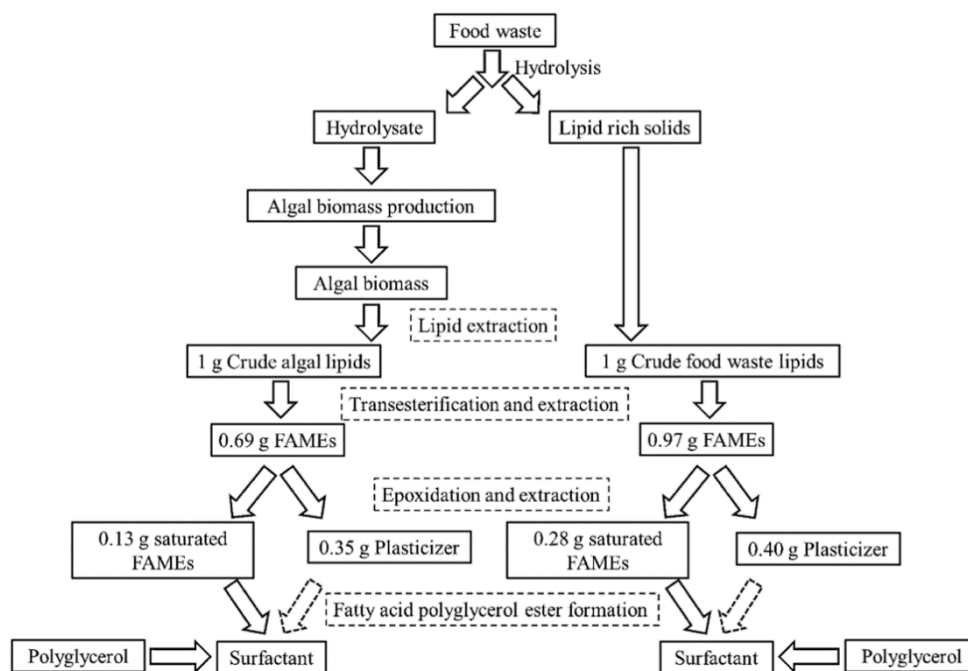 Food waste
Hydrolysis
Hydrolysate
Lipid rich solids
Algal biomass production
Algal biomass
Lipid extraction
1 g Crude algal lipids
1 g Crude food waste lipids
Transesterification and extraction
0.69 g FAMEs
0.97 g FAMEs
Epoxidation and extraction
0.13 g saturated
FAMEs
0.35 g Plasticizer
0.28 g saturated
FAMEs
0.40 g Plasticizer
Fatty acid polyglycerol ester formation
Polyglycerol
Surfactant
Surfactant
Polyglycerol